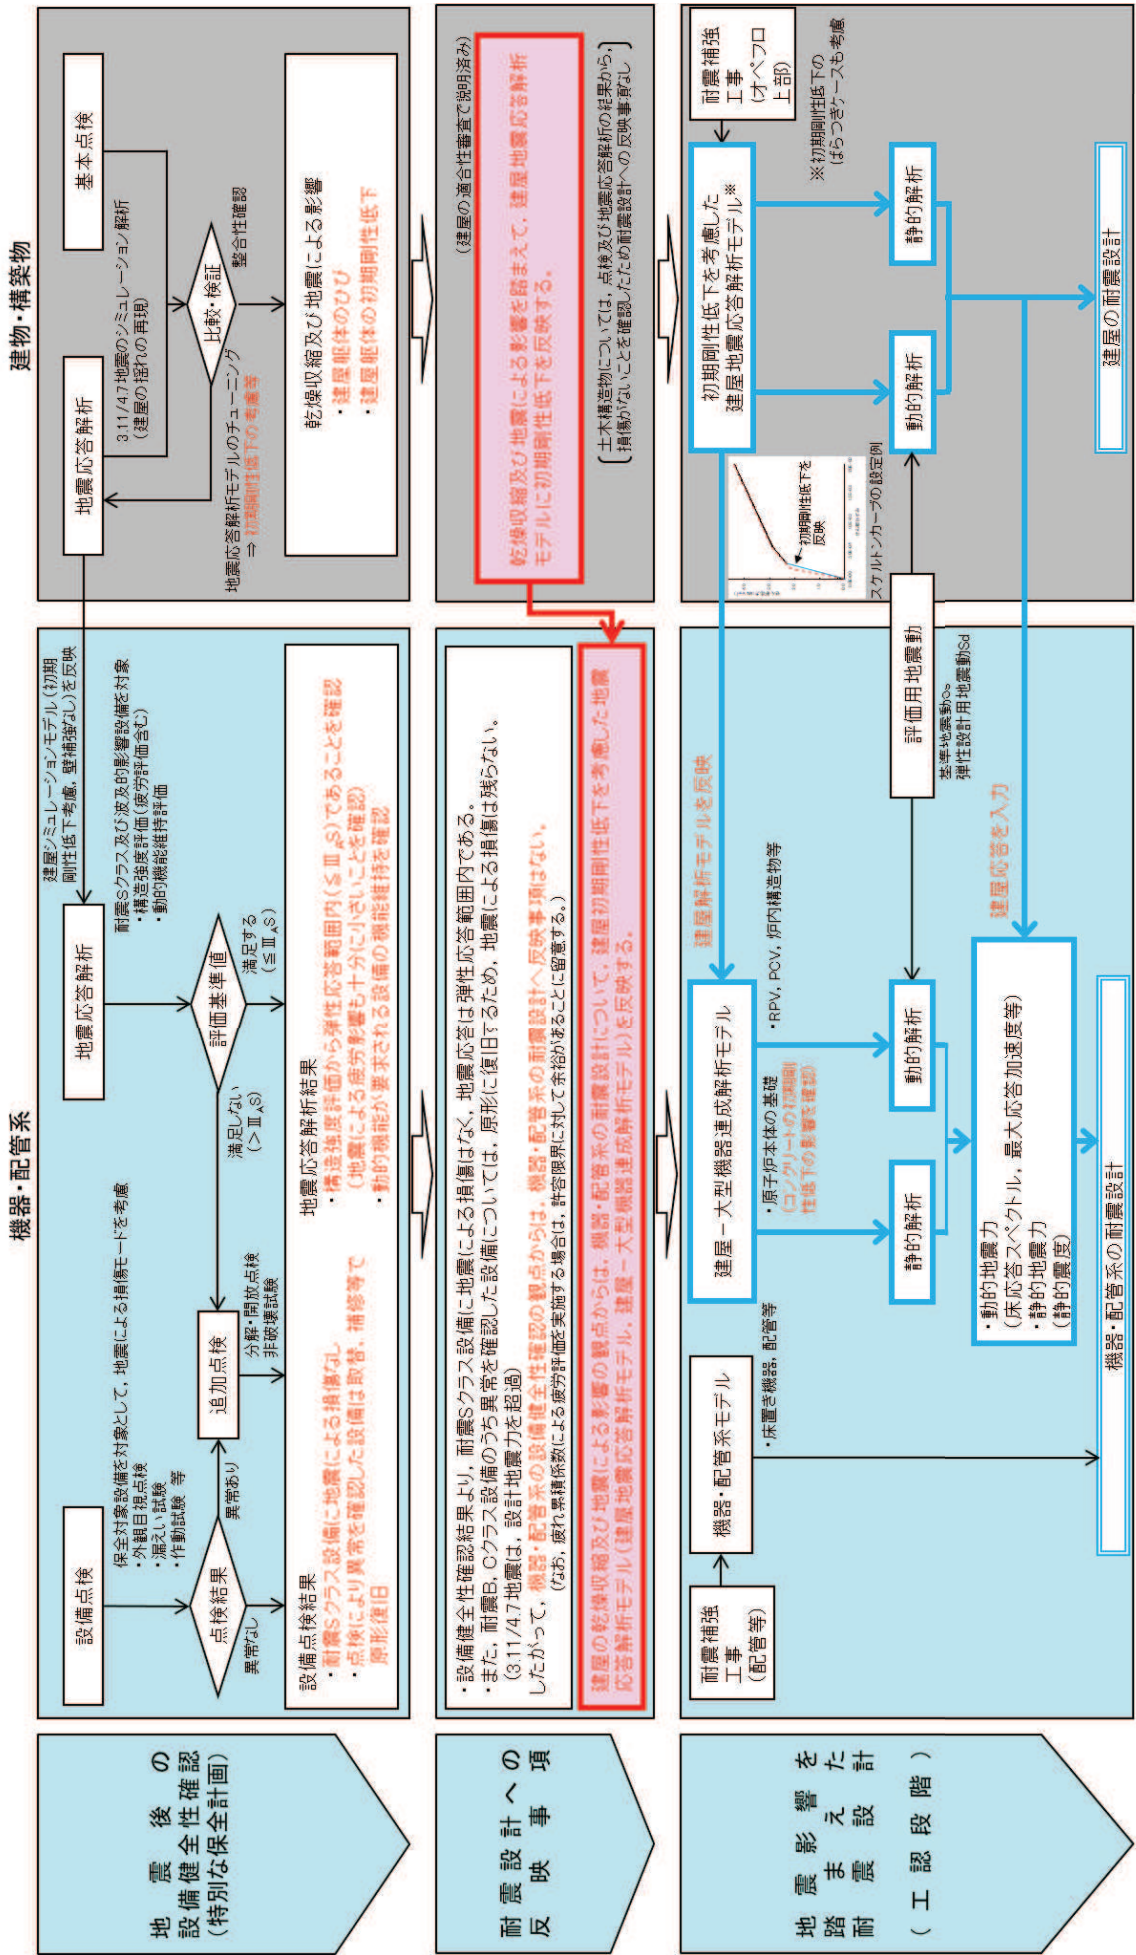 機器・配管系
建物・構築物
地震後の
設備健全性確認
(特別な保全計画)
設備点検
保全対象設備を対象として，地震による損傷モードを考慮
・外観目視点検
・漏えい試験
・作動試験 等
点検結果
異常あり
異常なし
追加点検
分解・開放点検
非破壊試験
地震応答解析
建屋シミュレーションモデル(初期
剛性低下考慮，壁補強なし)を反映
耐震Sクラス及び波及的影響設備を対象
・構造強度評価(疲労評価含む)
・動的機能維持評価
評価基準値
満足しない
(＞ⅢAS)
満足する
(≦ⅢAS)
設備点検結果
・耐震Sクラス設備に地震による損傷なし
・点検により異常を確認した設備は取替，補修等で
原形復旧
地震応答解析結果
・構造強度評価から弾性応答範囲内(≦ⅢAS)であることを確認
(地震による疲労影響も十分に小さいことを確認)
・動的機能が要求される設備の機能維持を確認
地震応答解析
基本点検
3.11/4.7地震のシミュレーション解析
(建屋の揺れの再現)
比較・検証
整合性確認
地震応答解析モデルのチューニング
⇒ 初期剛性低下の考慮等
乾燥収縮及び地震による影響
・建屋躯体のひび
・建屋躯体の初期剛性低下
耐震設計への
反映事項
・設備健全性確認結果より，耐震Sクラス設備に地震による損傷はなく，地震応答は弾性応答範囲内である。
・また，耐震B，Cクラス設備のうち異常を確認した設備については，原形に復旧するため，地震による損傷は残らない。
(3.11/4.7地震は，設計地震力を超過)
したがって，機器・配管系の設備健全性確認の観点からは，機器・配管系の耐震設計へ反映事項はない。
(なお，疲れ累積係数による疲労評価を実施する場合は，許容限界に対して余裕があることに留意する。)
建屋の乾燥収縮及び地震による影響の観点からは，機器・配管系の耐震設計について，建屋初期剛性低下を考慮した地震
応答解析モデル(建屋地震応答解析モデル，建屋－大型機器連成解析モデル)を反映する。
(建屋の適合性審査で説明済み)
乾燥収縮及び地震による影響を踏まえて，建屋地震応答解析
モデルに初期剛性低下を反映する。
土木構造物については，点検及び地震応答解析の結果から，
損傷がないことを確認したため耐震設計への反映事項なし
地震影響を
踏まえた
耐震設計
(工認段階)
耐震補強
工事
(配管等)
機器・配管系モデル
・床置き機器，配管等
建屋－大型機器連成解析モデル
・原子炉本体の基礎
(コンクリートの初期剛
性低下の影響を確認)
・RPV，PCV，炉内構造物等
建屋解析モデルを反映
静的解析
動的解析
・動的地震力
(床応答スペクトル，最大応答加速度等)
・静的地震力
(静的震度)
建屋応答を入力
機器・配管系の耐震設計
評価用地震動
基準地震動Ss
弾性設計用地震動Sd
初期剛性低下を考慮した
建屋地震応答解析モデル※
耐震補強
工事
(オペフロ
上部)
※初期剛性低下の
ばらつきケースも考慮
初期剛性低下を
反映
スケルトンカーブの設定例
動的解析
静的解析
建屋の耐震設計